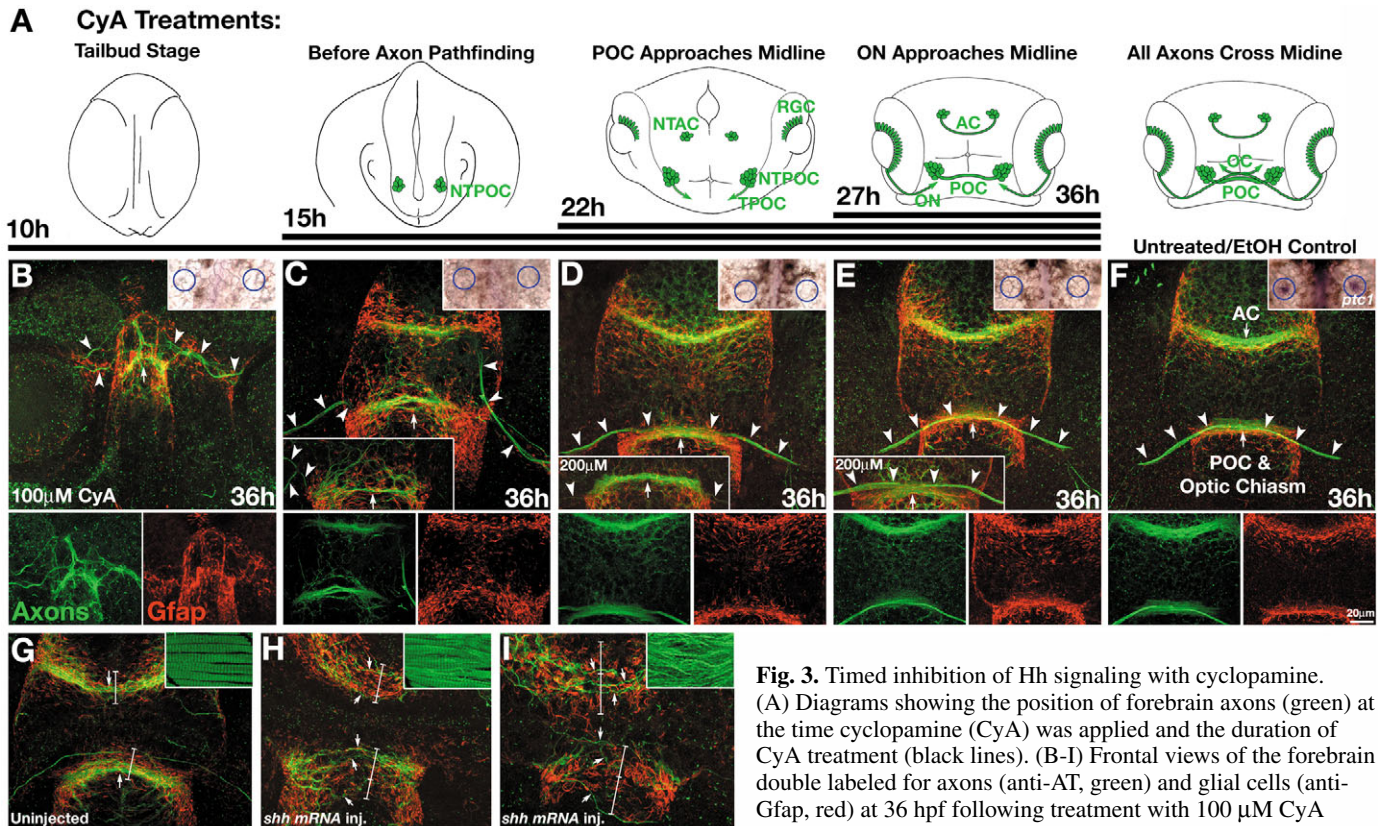 A
CyA Treatments:
Tailbud Stage
Before Axon Pathfinding
POC Approaches Midline
ON Approaches Midline
All Axons Cross Midine
NTPOC
NTAC
RGC
NTPOC
TPOC
AC
POC
ON
OC
POC
10h
15h
22h
27h
36h
Untreated/EtOH Control
B
100µM CyA
36h
Axons
Gfap
C
36h
D
200µM
36h
E
200µM
36h
F
ptc1
AC
POC &
Optic Chiasm
36h
20µm
G
Uninjected
H
shh mRNA inj.
I
shh mRNA inj.
Fig. 3. Timed inhibition of Hh signaling with cyclopamine.
(A) Diagrams showing the position of forebrain axons (green) at
the time cyclopamine (CyA) was applied and the duration of
CyA treatment (black lines). (B-I) Frontal views of the forebrain
double labeled for axons (anti-AT, green) and glial cells (anti-
Gfap, red) at 36 hpf following treatment with 100 µM CyA